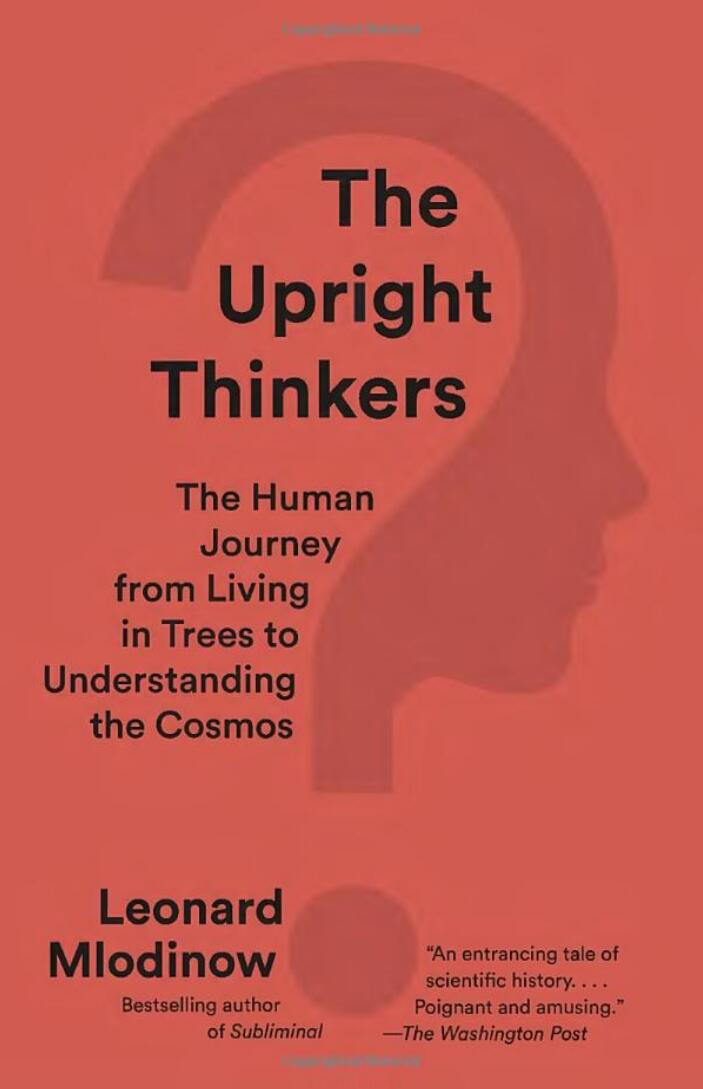 The
Upright
Thinkers
The Human
Journey
from Living
in Trees to
Understanding
the Cosmos
Leonard
Mlodinow
Bestselling author
of Subliminal
“An entrancing tale of
scientific history. . . .
Poignant and amusing.”
—The Washington Post